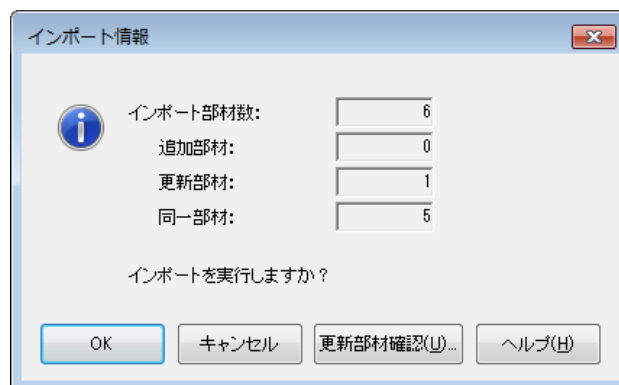 インポート情報
インポート部材数: 6
追加部材: 0
更新部材: 1
同一部材: 5
インポートを実行しますか？
OK キャンセル 更新部材確認(U)... ヘルプ(H)